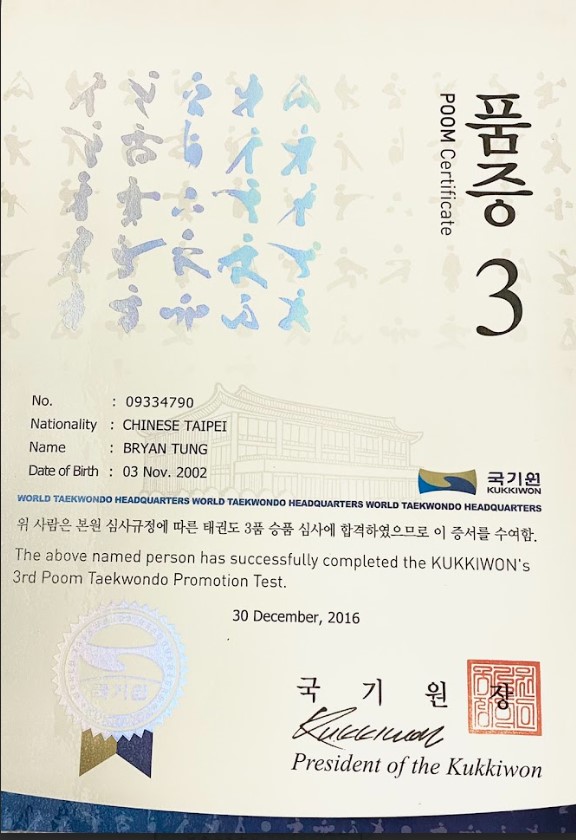 품증
POOM Certificate
3
No. : 09334790
Nationality : CHINESE TAIPEI
Name : BRYAN TUNG
Date of Birth : 03 Nov. 2002
국기원
KUKKIWON
WORLD TAEKWONDO HEADQUARTERS WORLD TAEKWONDO HEADQUARTERS WORLD TAEKWONDO HEADQUARTERS
위 사람은 본원 심사규정에 따른 태권도 3품 승품 심사에 합격하였으므로 이 증서를 수여함.
The above named person has successfully completed the KUKKIWON's
3rd Poom Taekwondo Promotion Test.
30 December, 2016
국기원
국 기 원 장
Kukkiwon
President of the Kukkiwon